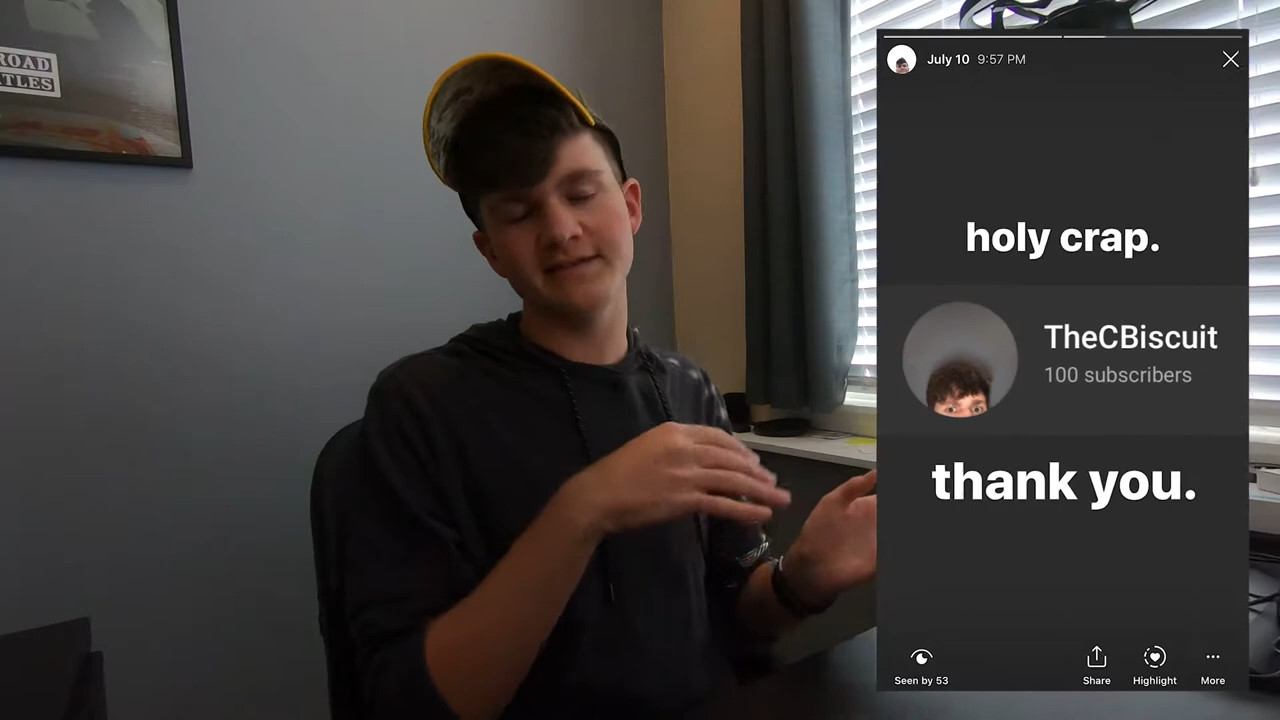 ROAD
TLES
July 10 9:57 PM
holy crap.
TheCBiscuit
100 subscribers
thank you.
Seen by 53
Share
Highlight
More